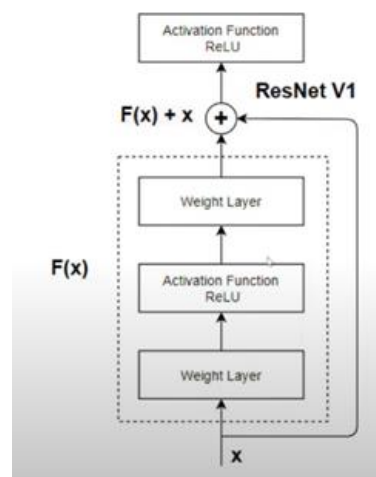 Activation Function
ReLU
ResNet V1
F(x) + x
+
Weight Layer
F(x)
Activation Function
ReLU
Weight Layer
x